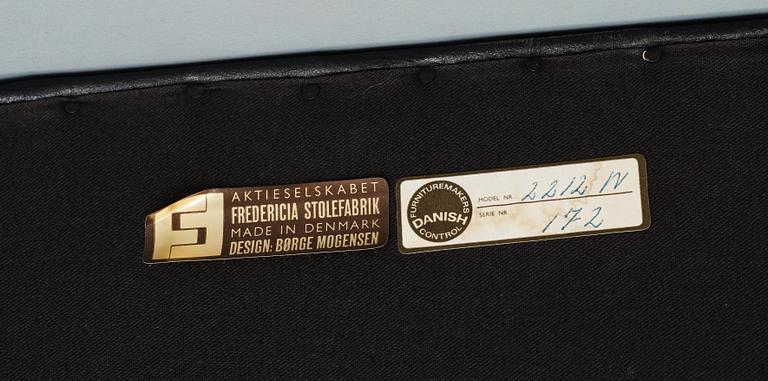 AKTIESELSKABET
FREDERICIA STOLEFABRIK
MADE IN DENMARK
DESIGN: BØRGE MOGENSEN
FURNITUREMAKERS
DANISH
CONTROL
MODEL NR 2212 N
SERIE NR 172